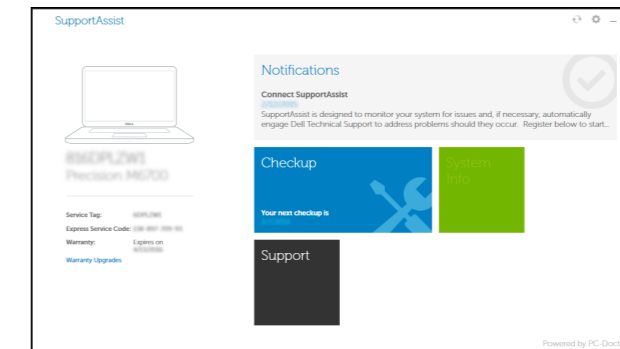 SupportAssist
Notifications
Connect SupportAssist
SupportAssist is designed to monitor your system for issues and, if necessary, automatically
engage Dell Technical Support to address problems should they occur. Register below to start...
Checkup
System
Info
Your next checkup is
Precision M6700
Service Tag:
Express Service Code:
Warranty: Expires on
Warranty Upgrades
Support
Powered by PC-Doct